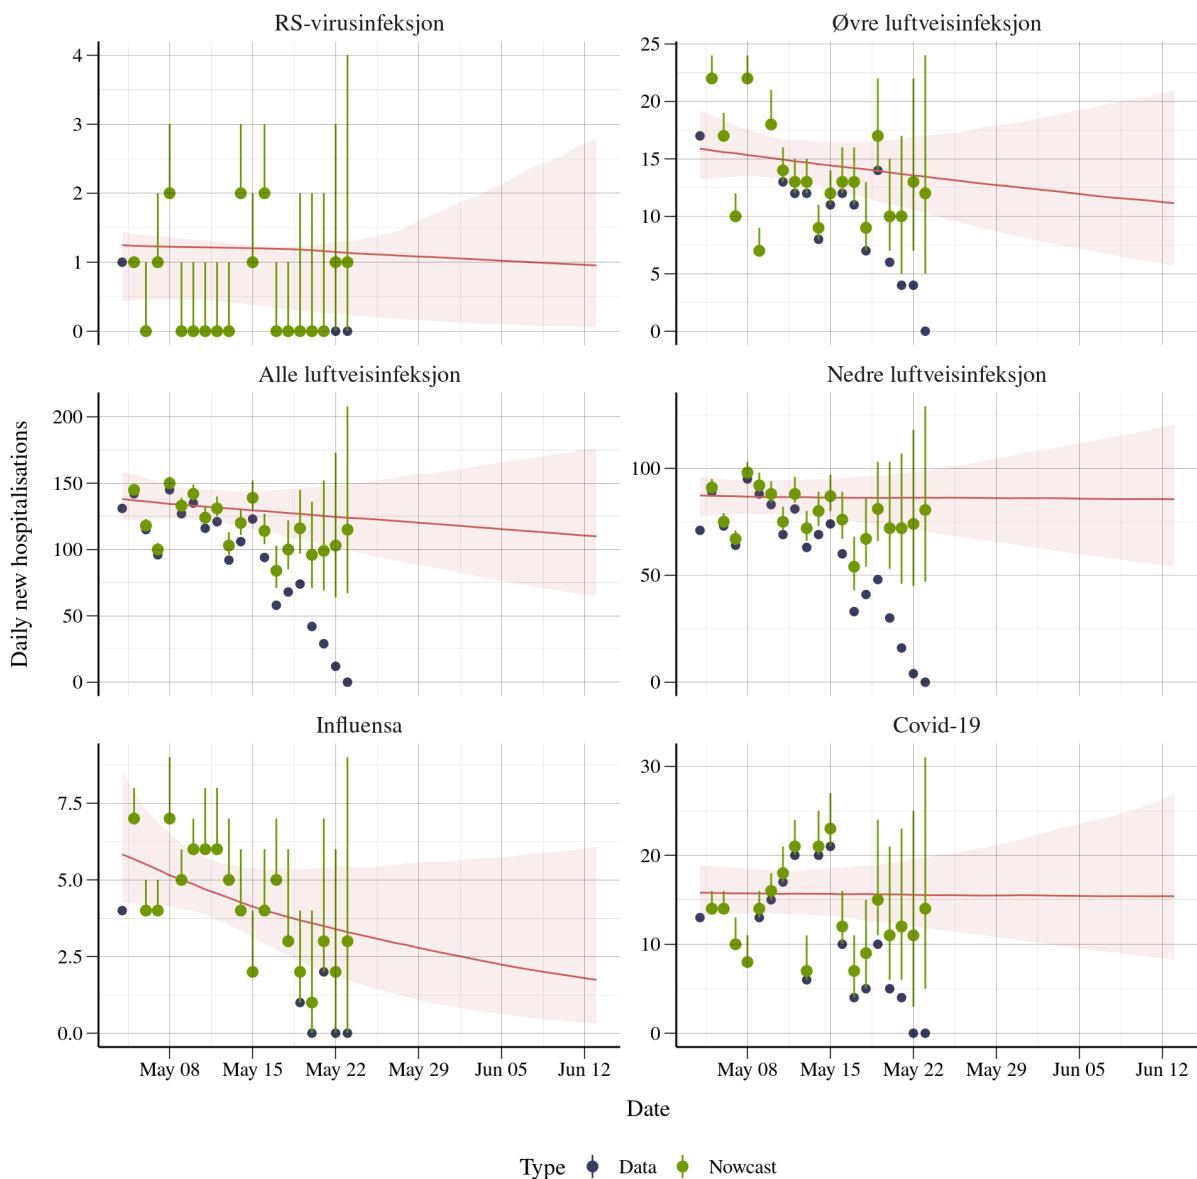 RS-virusinfeksjon
4
3
2
1
0
Øvre luftveisinfeksjon
25
20
15
10
5
0
Alle luftveisinfeksjon
200
150
100
50
0
Nedre luftveisinfeksjon
100
50
0
Daily new hospitalisations
Influensa
7.5
5.0
2.5
0.0
May 08 May 15 May 22 May 29 Jun 05 Jun 12
Covid-19
30
20
10
0
May 08 May 15 May 22 May 29 Jun 05 Jun 12
Date
Type Data Nowcast